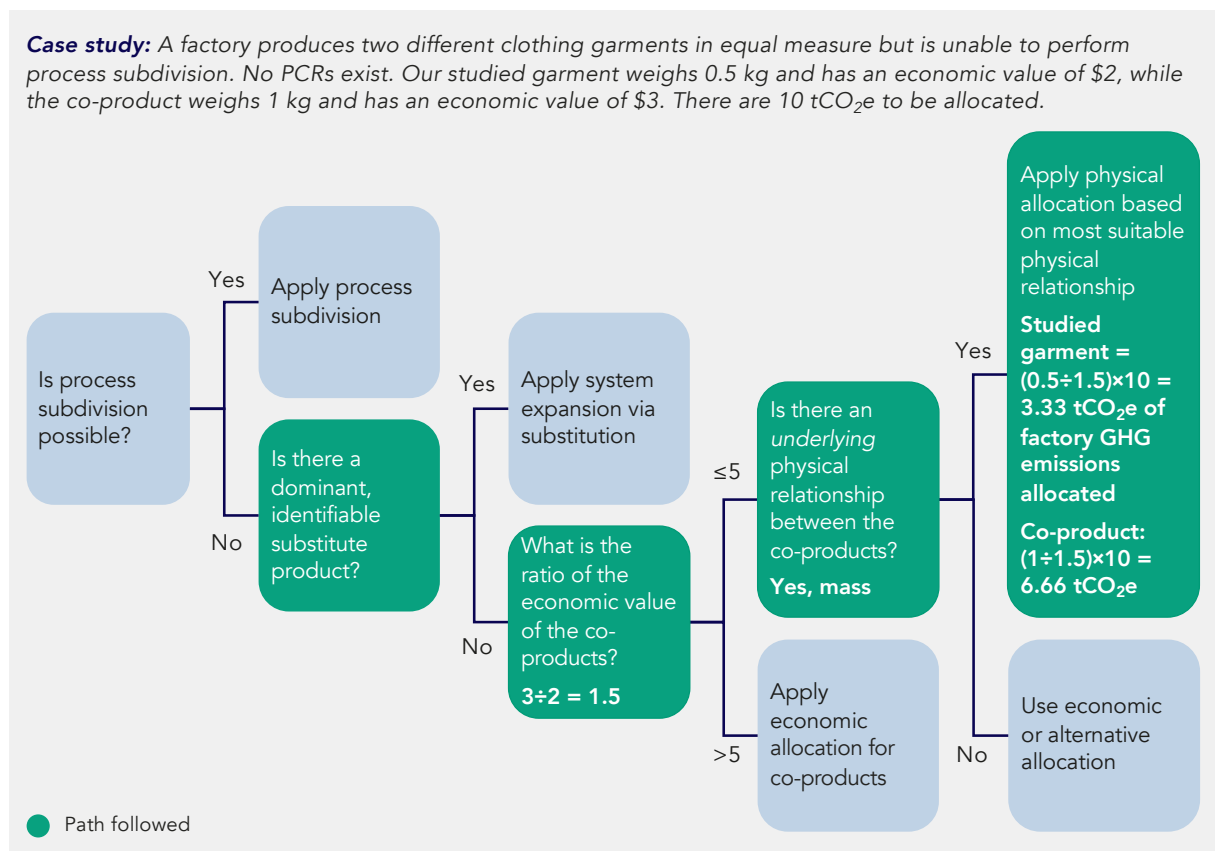 Case study: A factory produces two different clothing garments in equal measure but is unable to perform
process subdivision. No PCRs exist. Our studied garment weighs 0.5 kg and has an economic value of $2, while
the co-product weighs 1 kg and has an economic value of $3. There are 10 tCO₂e to be allocated.
Is process
subdivision
possible?
Yes
Apply process
subdivision
No
Is there a
dominant,
identifiable
substitute
product?
Yes
Apply system
expansion via
substitution
No
What is the
ratio of the
economic value
of the co-
products?
3÷2 = 1.5
≤5
Is there an
underlying
physical
relationship
between the
co-products?
Yes, mass
>5
Apply
economic
allocation for
co-products
Yes
Apply physical
allocation based
on most suitable
physical
relationship
Studied
garment =
(0.5÷1.5)×10 =
3.33 tCO₂e of
factory GHG
emissions
allocated
Co-product:
(1÷1.5)×10 =
6.66 tCO₂e
No
Use economic
or alternative
allocation
Path followed